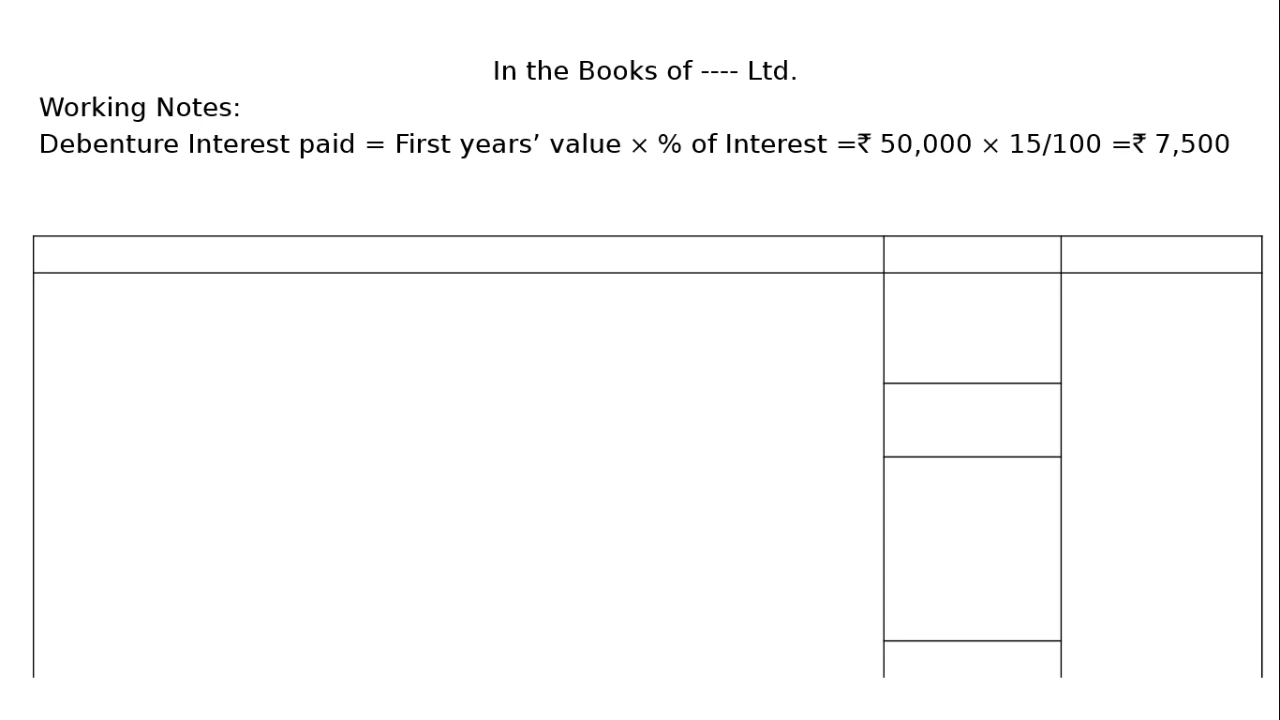 In the Books of ---- Ltd.
Working Notes:
Debenture Interest paid = First years’ value × % of Interest =₹ 50,000 × 15/100 =₹ 7,500